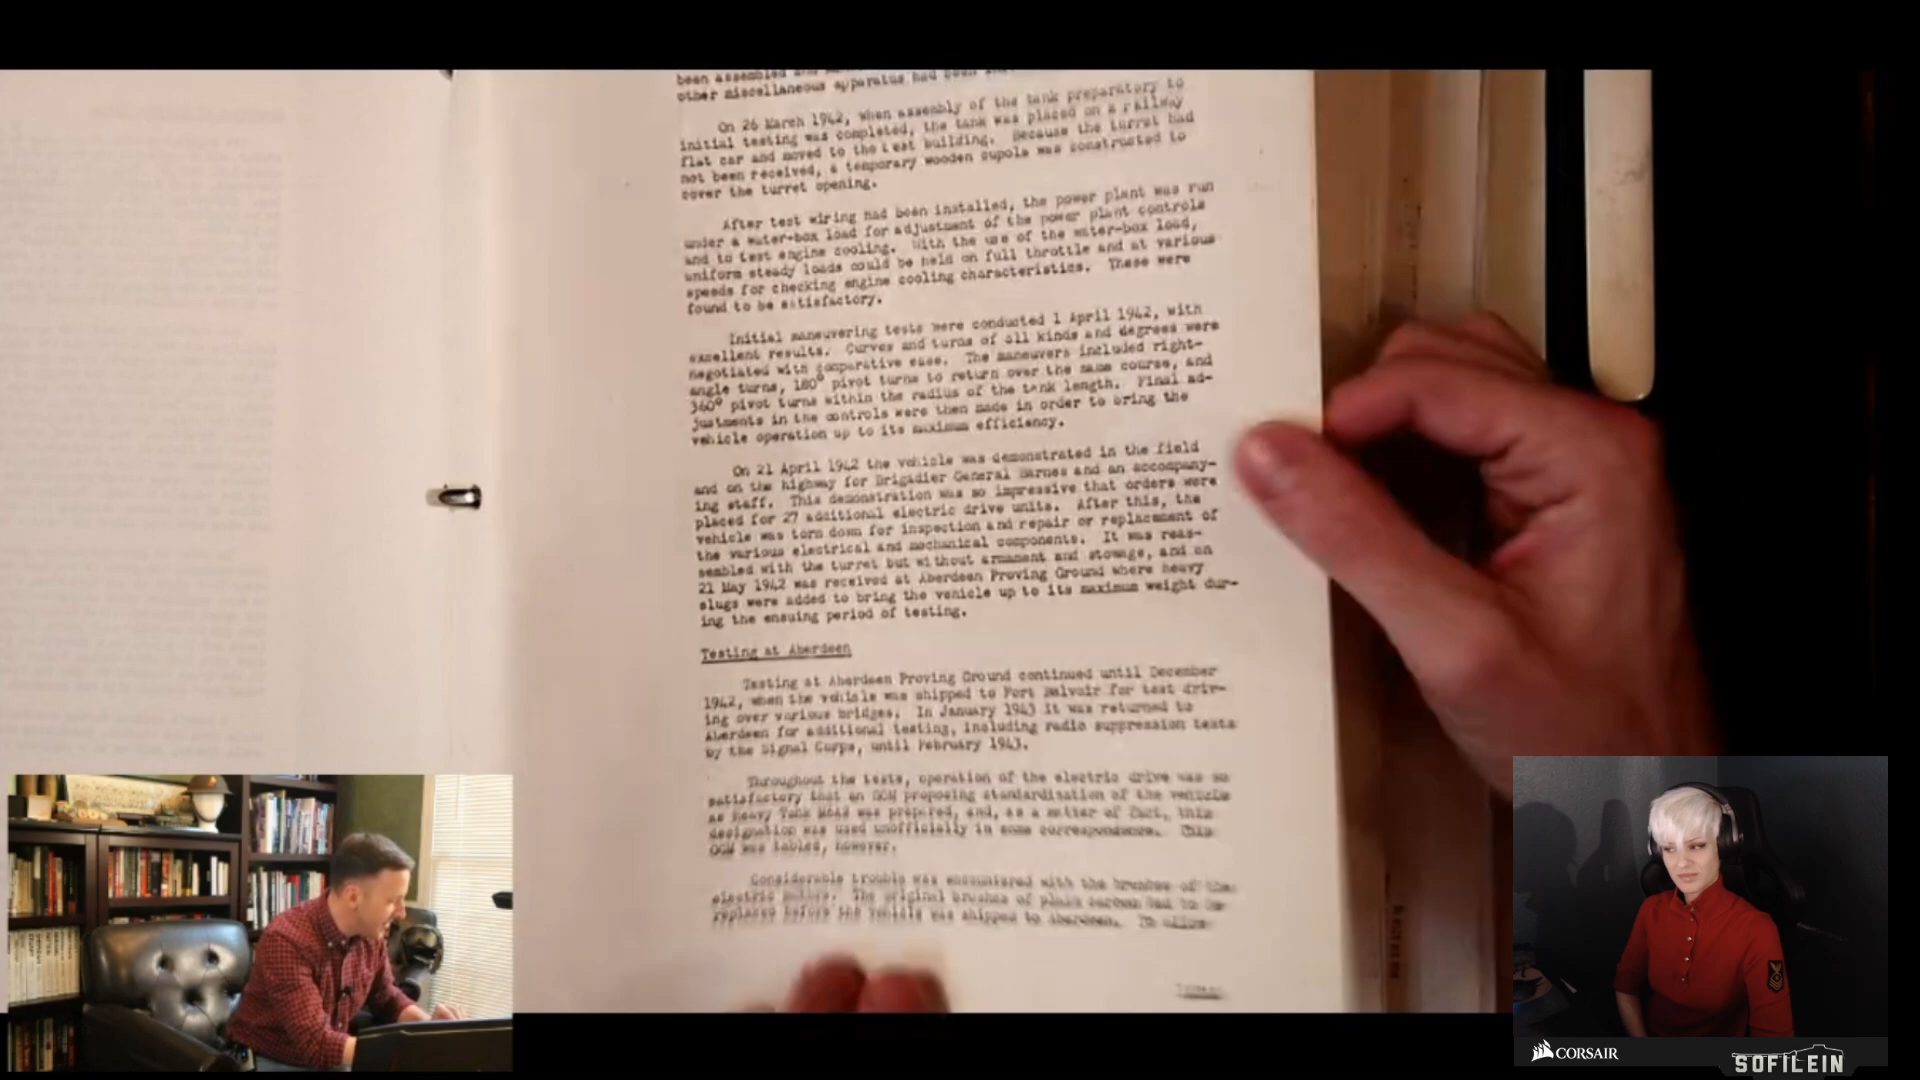 been assembled and
other miscellaneous apparatus had been
On 26 March 1942, when assembly of the tank preparatory to
initial testing was completed, the tank was placed on a railway
flat car and moved to the test building. Because the turret had
not been received, a temporary wooden cupola was constructed to
cover the turret opening.
After test wiring had been installed, the power plant was run
under a water-box load for adjustment of the power plant controls
and to test engine cooling. With the use of the water-box load,
uniform steady loads could be held on full throttle and at various
speeds for checking engine cooling characteristics. These were
found to be satisfactory.
Initial maneuvering tests were conducted 1 April 1942, with
excellent results. Curves and turns of all kinds and degrees were
negotiated with comparative ease. The maneuvers included right-
angle turns, 180° pivot turns to return over the same course, and
360° pivot turns within the radius of the tank length. Final ad-
justments in the controls were then made in order to bring the
vehicle operation up to its maximum efficiency.
On 21 April 1942 the vehicle was demonstrated in the field
and on the highway for Brigadier General Barnes and an accompany-
ing staff. This demonstration was so impressive that orders were
placed for 27 additional electric drive units. After this, the
vehicle was torn down for inspection and repair or replacement of
the various electrical and mechanical components. It was reas-
sembled with the turret but without armament and stowage, and on
21 May 1942 was received at Aberdeen Proving Ground where heavy
slugs were added to bring the vehicle up to its maximum weight dur-
ing the ensuing period of testing.
Testing at Aberdeen
Testing at Aberdeen Proving Ground continued until December
1942, when the vehicle was shipped to Fort Belvoir for test driv-
ing over various bridges. In January 1943 it was returned to
Aberdeen for additional testing, including radio suppression tests
by the Signal Corps, until February 1943.
Throughout the tests, operation of the electric drive was so
satisfactory that an OCM proposing standardization of the vehicle
as Heavy Tank was prepared, and, as a matter of fact, this
designation was used unofficially in some correspondence. This
OCM was tabled, however.
Considerable trouble was encountered with the brushes of the
electric motors. The original brushes of plain carbon had to be
replaced before the vehicle was shipped to Aberdeen. To allow
CORSAIR
SOFILEIN